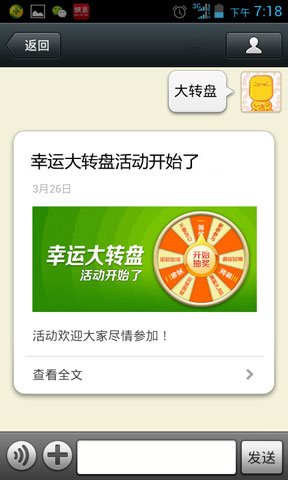 3G
下午 7:18
返回
大转盘
幸运大转盘活动开始了
3月26日
幸运大转盘
活动开始了
开始
抽奖
活动欢迎大家尽情参加！
查看全文
发送